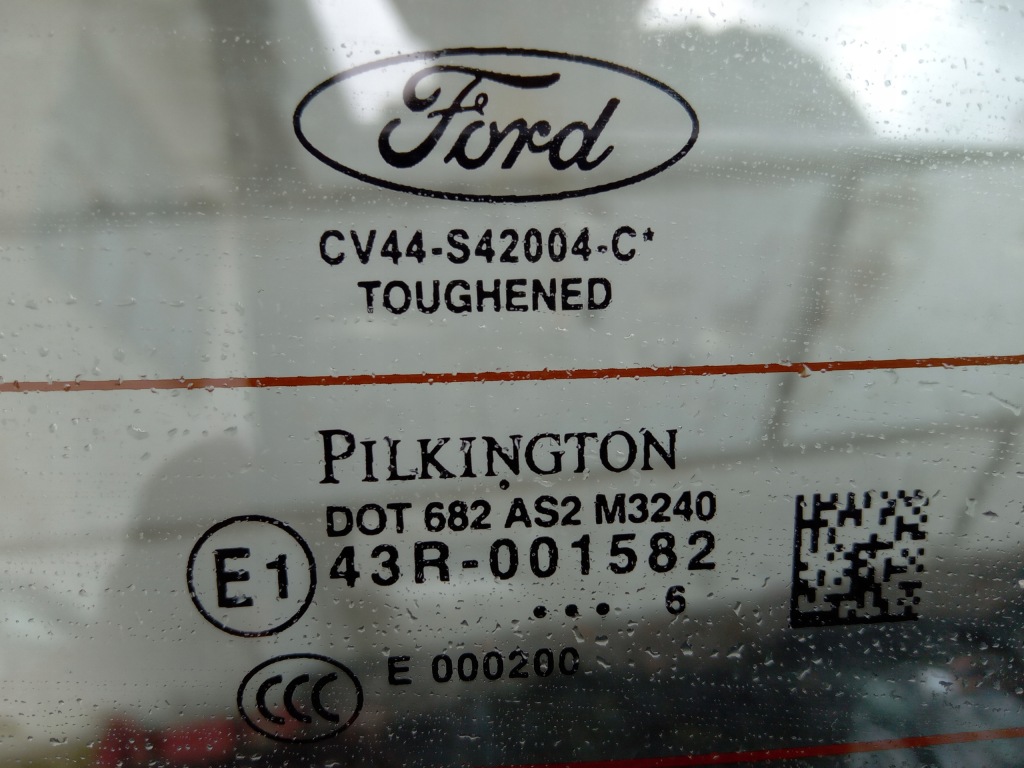 Ford
CV44-S42004-C*
TOUGHENED
PILKINGTON
DOT 682 AS2 M3240
E1 43R-001582
... 6
CCC E 000200